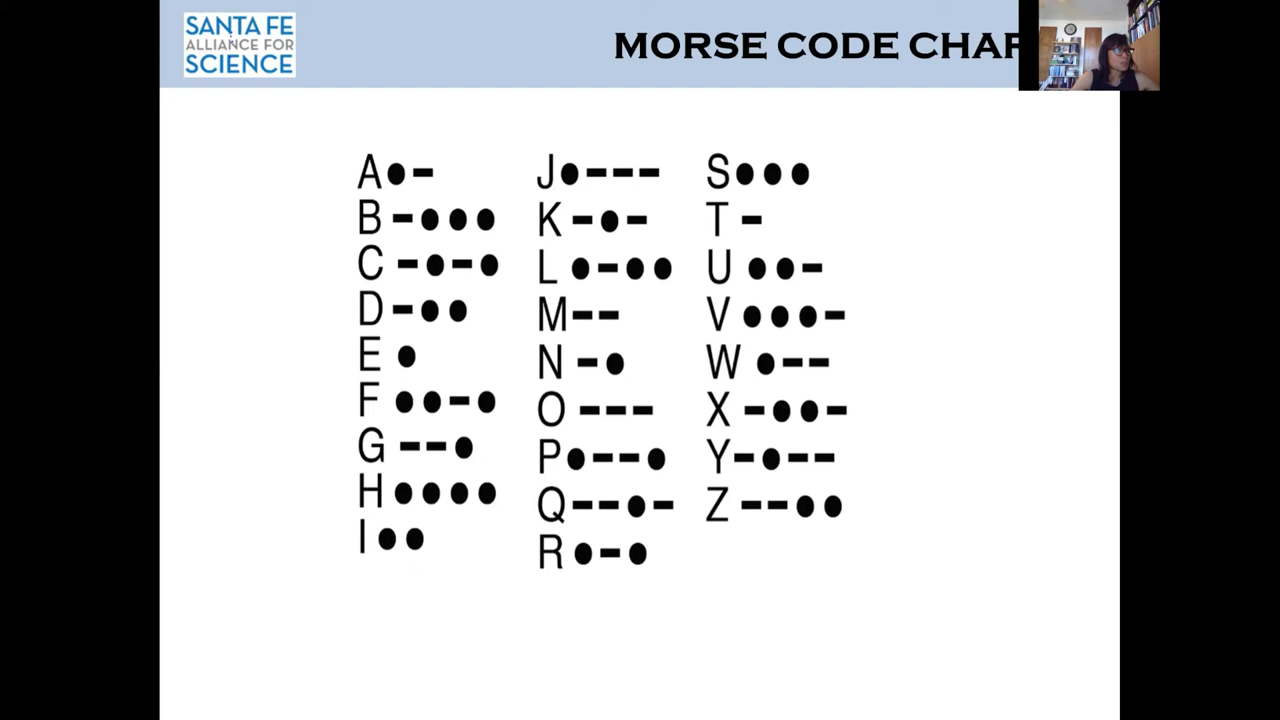 SANTA FE
ALLIANCE FOR
SCIENCE
MORSE CODE CHAR
A ● -
B - ● ● ●
C - ● - ●
D - ● ●
E ●
F ● ● - ●
G - - ●
H ● ● ● ●
I ● ●
J ● - - -
K - ● -
L ● - ● ●
M - -
N - ●
O - - -
P ● - - ●
Q - - ● -
R ● - ●
S ● ● ●
T -
U ● ● -
V ● ● ● -
W ● - -
X - ● ● -
Y - ● - -
Z - - ● ●